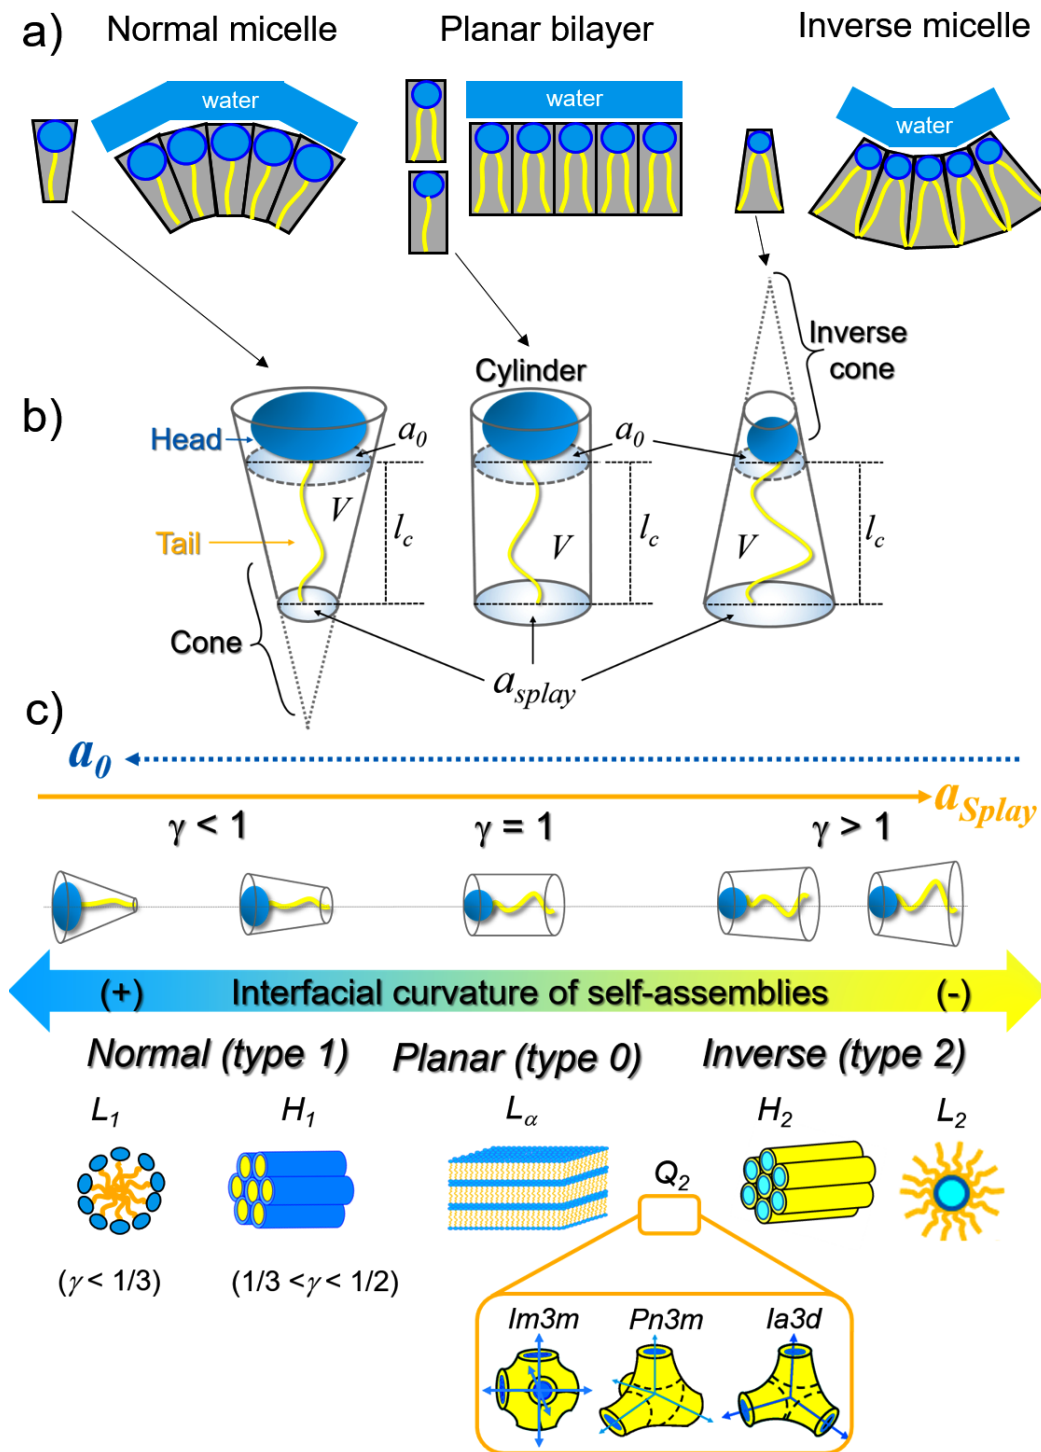 a)
Normal micelle
Planar bilayer
Inverse micelle
water
water
water
b)
Cylinder
Inverse
cone
Head
a0
a0
V
lc
V
lc
V
lc
Tail
Cone
asplay
c)
a0
aSplay
γ < 1
γ = 1
γ > 1
(+)
Interfacial curvature of self-assemblies
(-)
Normal (type 1)
Planar (type 0)
Inverse (type 2)
L1
H1
Lα
H2
L2
Q2
(γ < 1/3)
(1/3 <γ < 1/2)
Im3m
Pn3m
Ia3d